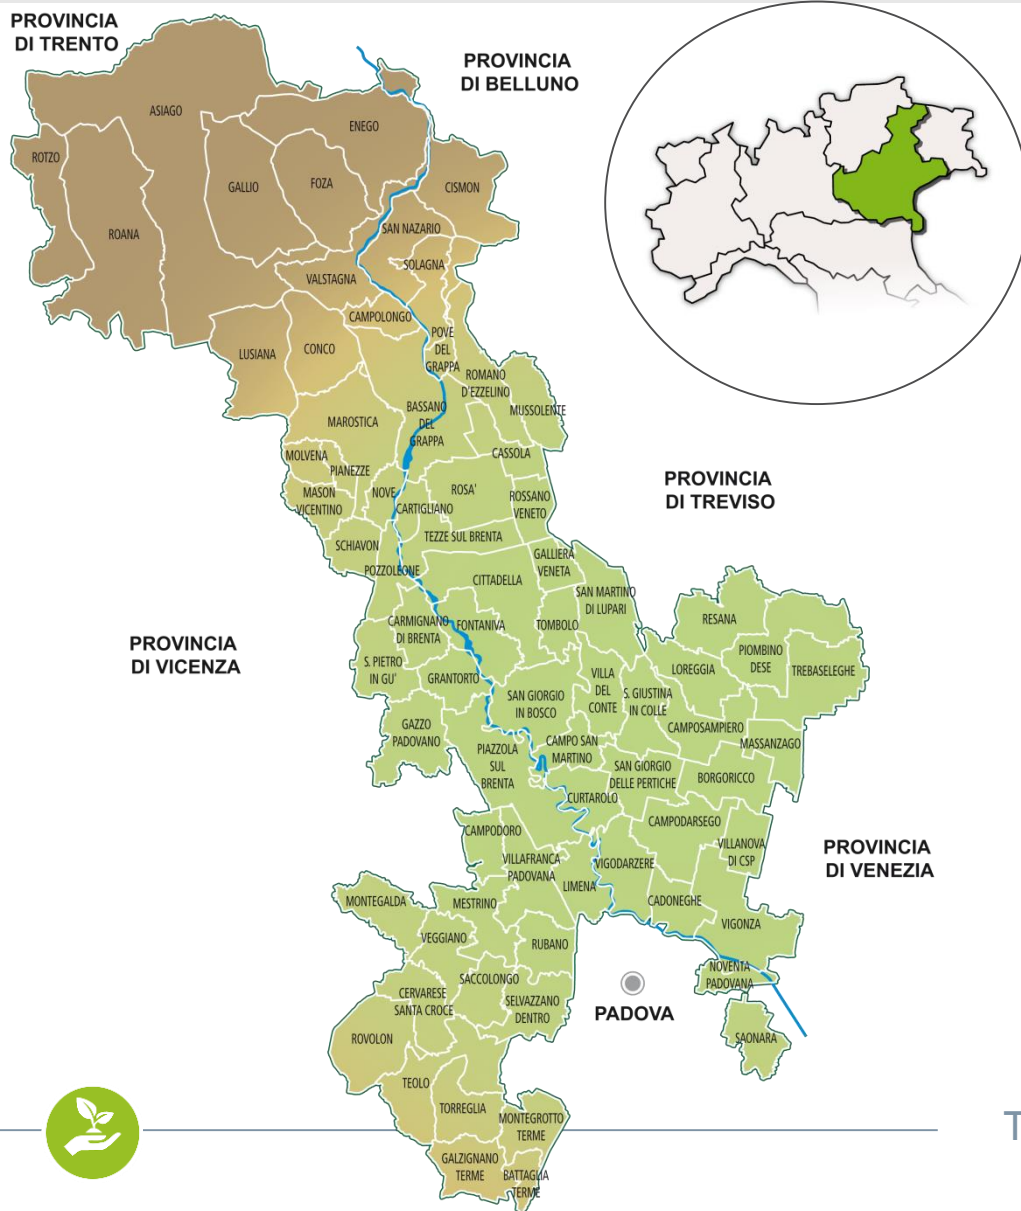 PROVINCIA
DI TRENTO
PROVINCIA
DI BELLUNO
ASIAGO
ENEGO
ROTZO
GALLIO
FOZA
CISMON
ROANA
SAN NAZARIO
SOLAGNA
VALSTAGNA
CAMPOLONGO
POVE
DEL
GRAPPA
LUSIANA
CONCO
ROMANO
D'EZZELINO
MUSSOLENTE
BASSANO
DEL
GRAPPA
MAROSTICA
CASSOLA
MOLVENA
PIANEZZE
PROVINCIA
DI TREVISO
MASON
VICENTINO
NOVE
ROSA'
CARTIGLIANO
ROSSANO
VENETO
TEZZE SUL BRENTA
SCHIAVON
GALLIERA
VENETA
POZZOLEONE
CITTADELLA
SAN MARTINO
DI LUPARI
CARMIGNANO
DI BRENTA
FONTANIVA
TOMBOLO
RESANA
PROVINCIA
DI VICENZA
S. PIETRO
IN GU'
GRANTORTO
VILLA
DEL
CONTE
LOREGGIA
PIOMBINO
DESE
TREBASELEGHE
SAN GIORGIO
IN BOSCO
S. GIUSTINA
IN COLLE
GAZZO
PADOVANO
CAMPOSAMPIERO
MASSANZAGO
PIAZZOLA
SUL
BRENTA
CAMPO SAN
MARTINO
SAN GIORGIO
DELLE PERTICHE
BORGORICCO
CURTAROLO
CAMPODORO
CAMPODARSEGO
VILLANOVA
DI CSP
PROVINCIA
DI VENEZIA
VILLAFRANCA
PADOVANA
VIGODARZERE
LIMENA
MONTEGALDA
MESTRINO
CADONEGHE
VIGONZA
VEGGIANO
RUBANO
NOVENTA
PADOVANA
SACCOLONGO
CERVARESE
SANTA CROCE
SELVAZZANO
DENTRO
PADOVA
ROVOLON
SAONARA
TEOLO
TORREGLIA
MONTEGROTTO
TERME
GALZIGNANO
TERME
BATTAGLIA
TERME
T